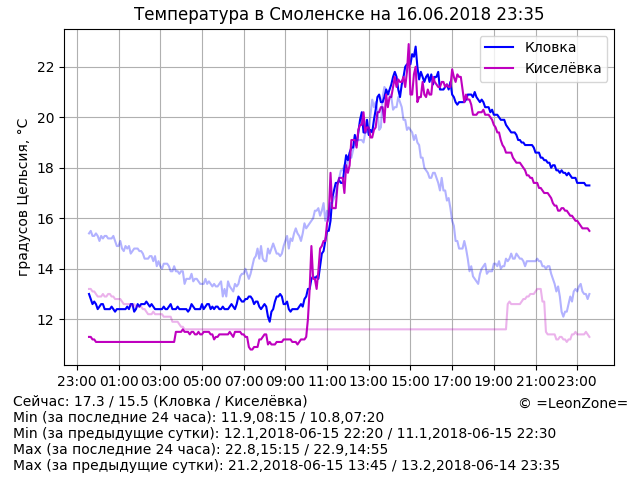 Температура в Смоленске на 16.06.2018 23:35
градусов Цельсия, °C
22
20
18
16
14
12
Кловка
Киселёвка
23:00 01:00 03:00 05:00 07:00 09:00 11:00 13:00 15:00 17:00 19:00 21:00 23:00
Сейчас: 17.3 / 15.5 (Кловка / Киселёвка)
© =LeonZone=
Min (за последние 24 часа): 11.9,08:15 / 10.8,07:20
Min (за предыдущие сутки): 12.1,2018-06-15 22:20 / 11.1,2018-06-15 22:30
Max (за последние 24 часа): 22.8,15:15 / 22.9,14:55
Max (за предыдущие сутки): 21.2,2018-06-15 13:45 / 13.2,2018-06-14 23:35